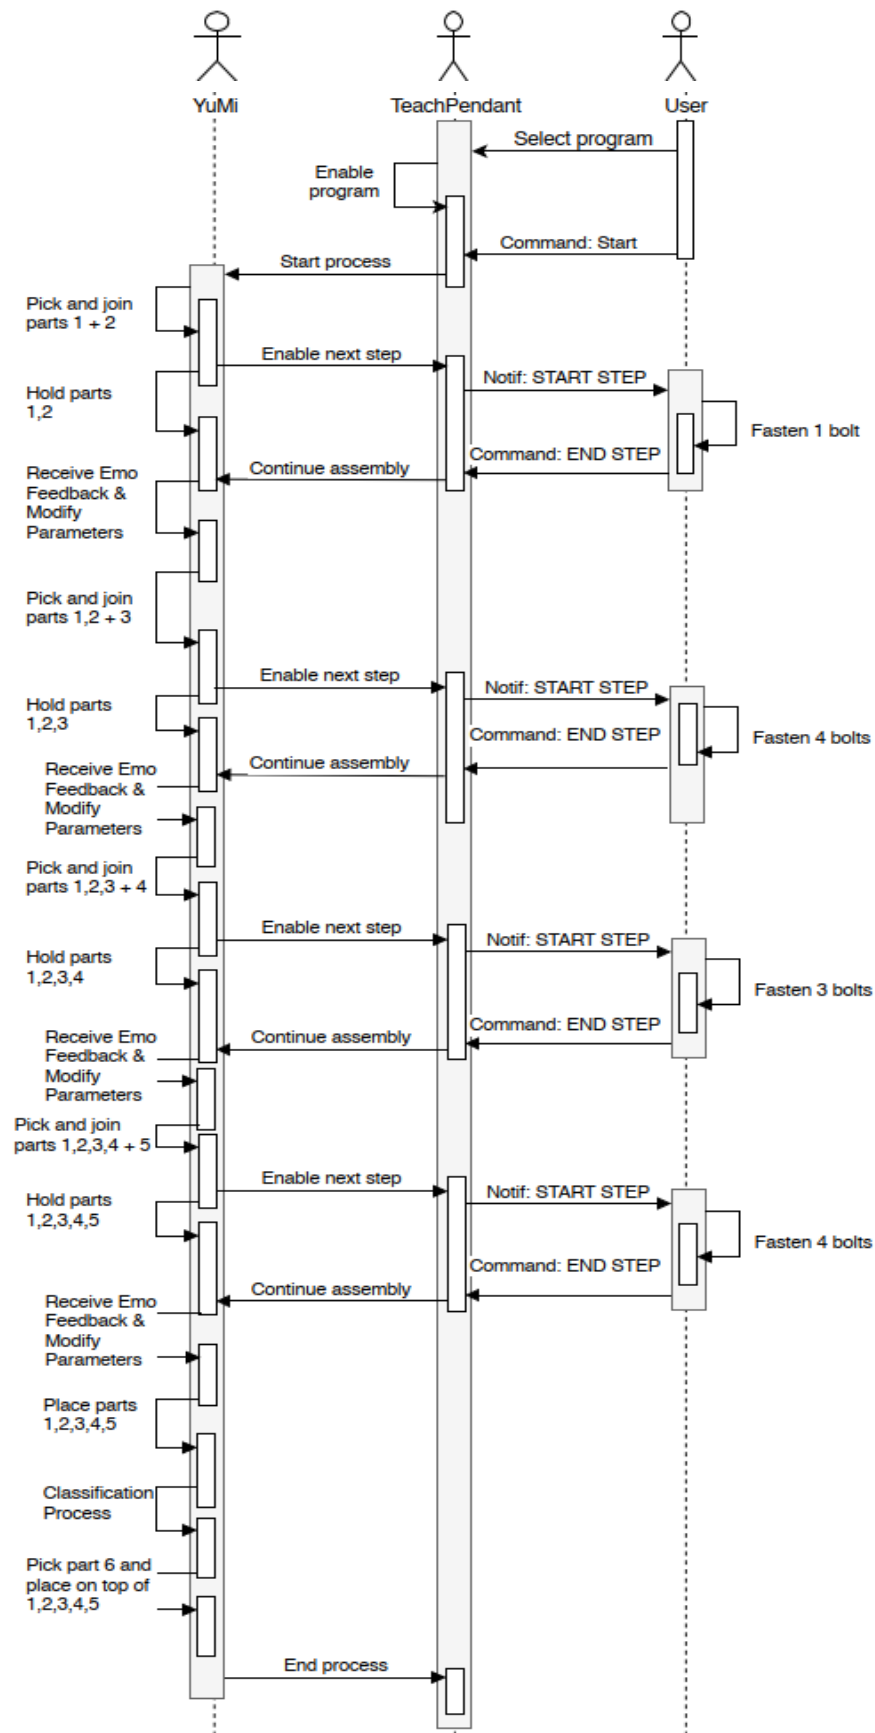 YuMi
TeachPendant
User
Select program
Enable
program
Command: Start
Start process
Pick and join
parts 1 + 2
Enable next step
Notif: START STEP
Hold parts
1,2
Fasten 1 bolt
Command: END STEP
Continue assembly
Receive Emo
Feedback &
Modify
Parameters
Pick and join
parts 1,2 + 3
Enable next step
Notif: START STEP
Hold parts
1,2,3
Command: END STEP
Fasten 4 bolts
Continue assembly
Receive Emo
Feedback &
Modify
Parameters
Pick and join
parts 1,2,3 + 4
Enable next step
Notif: START STEP
Hold parts
1,2,3,4
Fasten 3 bolts
Command: END STEP
Continue assembly
Receive Emo
Feedback &
Modify
Parameters
Pick and join
parts 1,2,3,4 + 5
Enable next step
Notif: START STEP
Hold parts
1,2,3,4,5
Fasten 4 bolts
Command: END STEP
Continue assembly
Receive Emo
Feedback &
Modify
Parameters
Place parts
1,2,3,4,5
Classification
Process
Pick part 6 and
place on top of
1,2,3,4,5
End process